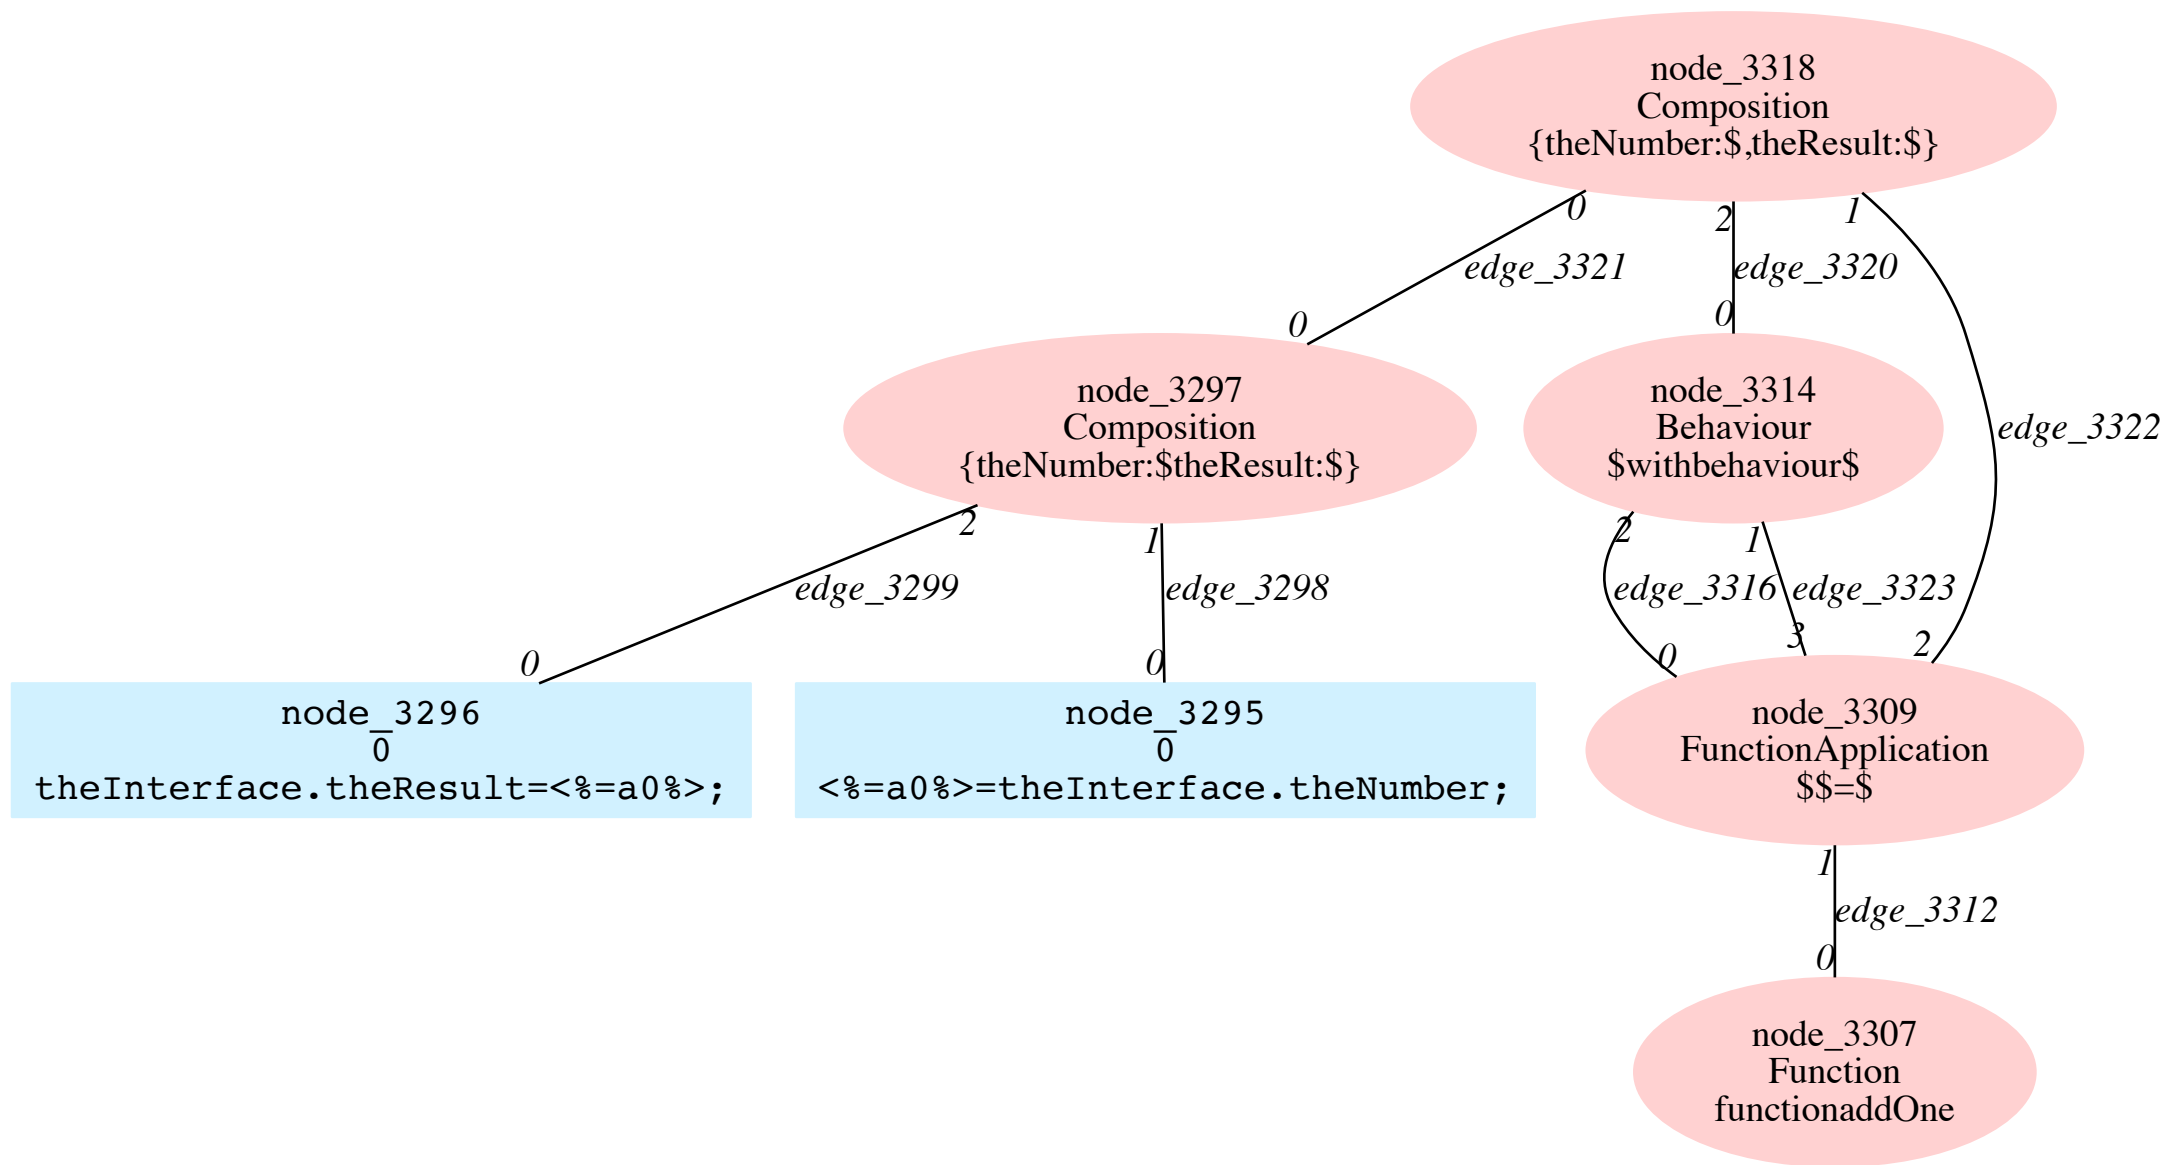 node_3318
Composition
{theNumber:$,theResult:$}
0
2
1
edge_3321
edge_3320
0
0
node_3297
Composition
{theNumber:$theResult:$}
node_3314
Behaviour
$withbehaviour$
edge_3322
2
1
2
1
edge_3299
edge_3298
edge_3316
edge_3323
0
0
0
3
2
node_3296
0
theInterface.theResult=<%=a0%>;
node_3295
0
<%=a0%>=theInterface.theNumber;
node_3309
FunctionApplication
$$=$
1
edge_3312
0
node_3307
Function
functionaddOne